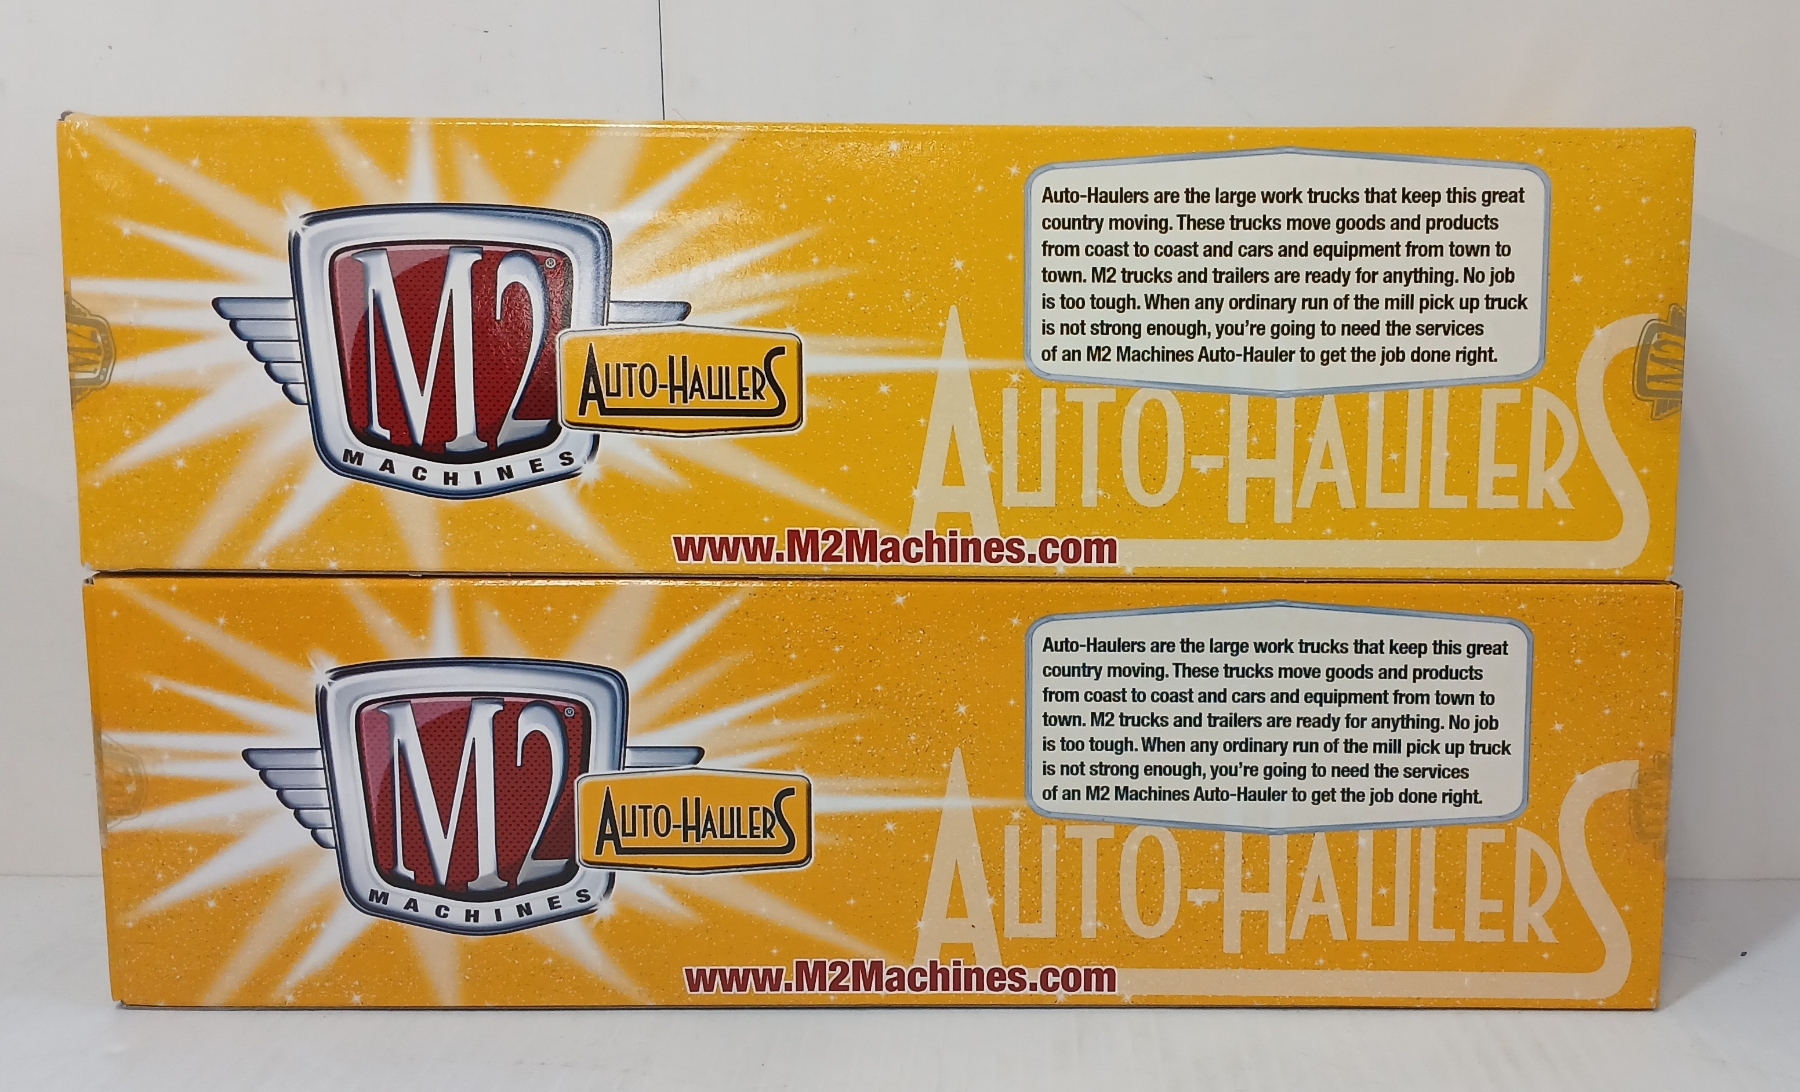 M2®
MACHINES
AUTO-HAULERS
Auto-Haulers are the large work trucks that keep this great
country moving. These trucks move goods and products
from coast to coast and cars and equipment from town to
town. M2 trucks and trailers are ready for anything. No job
is too tough. When any ordinary run of the mill pick up truck
is not strong enough, you're going to need the services
of an M2 Machines Auto-Hauler to get the job done right.
AUTO-HAULERS
www.M2Machines.com
M2
M2
M2®
MACHINES
AUTO-HAULERS
Auto-Haulers are the large work trucks that keep this great
country moving. These trucks move goods and products
from coast to coast and cars and equipment from town to
town. M2 trucks and trailers are ready for anything. No job
is too tough. When any ordinary run of the mill pick up truck
is not strong enough, you're going to need the services
of an M2 Machines Auto-Hauler to get the job done right.
AUTO-HAULERS
www.M2Machines.com